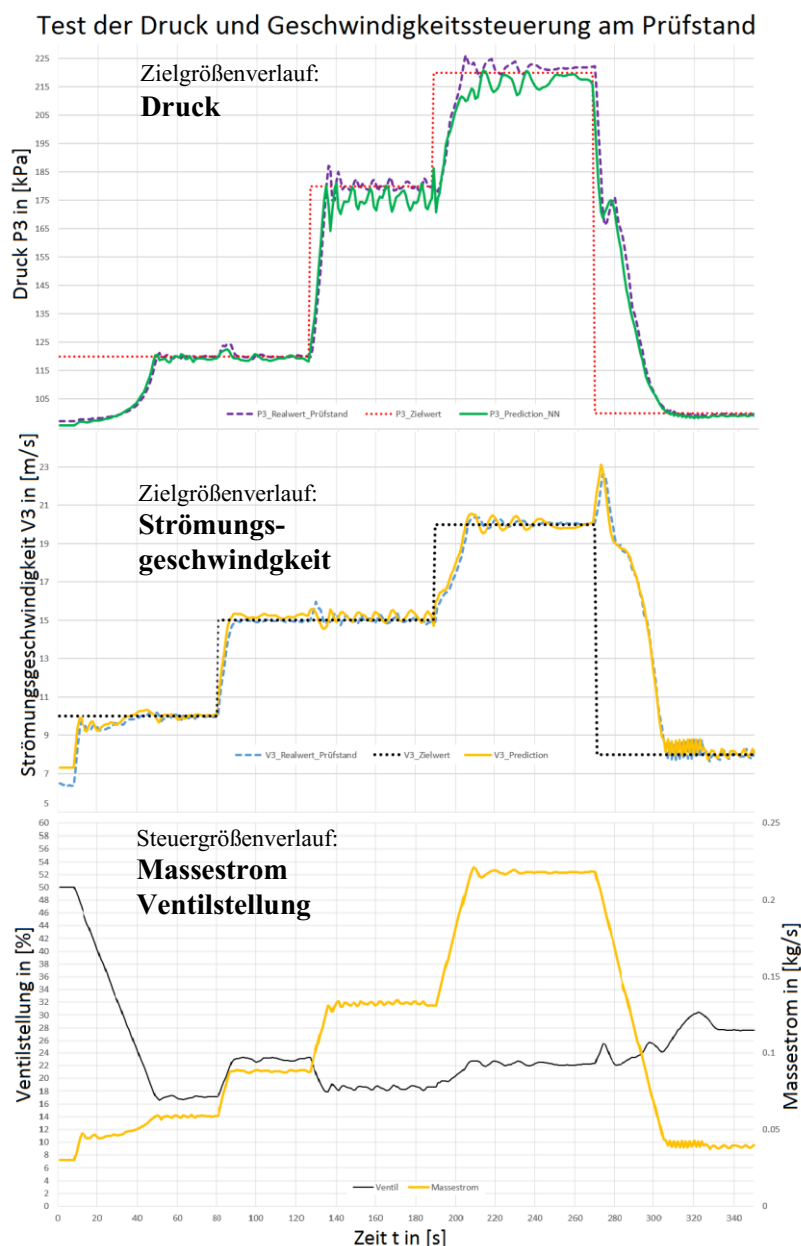 Test der Druck und Geschwindigkeitssteuerung am Prüfstand
Zielgrößenverlauf:
Druck
Druck P3 in [kPa]
225
215
205
195
185
175
165
155
145
135
125
115
105
P3_Realwert_Prüfstand
P3_Zielwert
P3_Prediction_NN
Zielgrößenverlauf:
Strömungs-
geschwindgkeit
Strömungsgeschwindigkeit V3 in [m/s]
23
21
19
17
15
13
11
9
7
5
V3_Realwert_Prüfstand
V3_Zielwert
V3_Prediction
Steuergrößenverlauf:
Massestrom
Ventilstellung
Ventilstellung in [%]
60
58
56
54
52
50
48
46
44
42
40
38
36
34
32
30
28
26
24
22
20
18
16
14
12
10
8
6
4
2
0
0.25
0.2
0.15
0.1
0.05
0
Massestrom in [kg/s]
Ventil
Massestrom
0 20 40 60 80 100 120 140 160 180 200 220 240 260 280 300 320 340
Zeit t in [s]